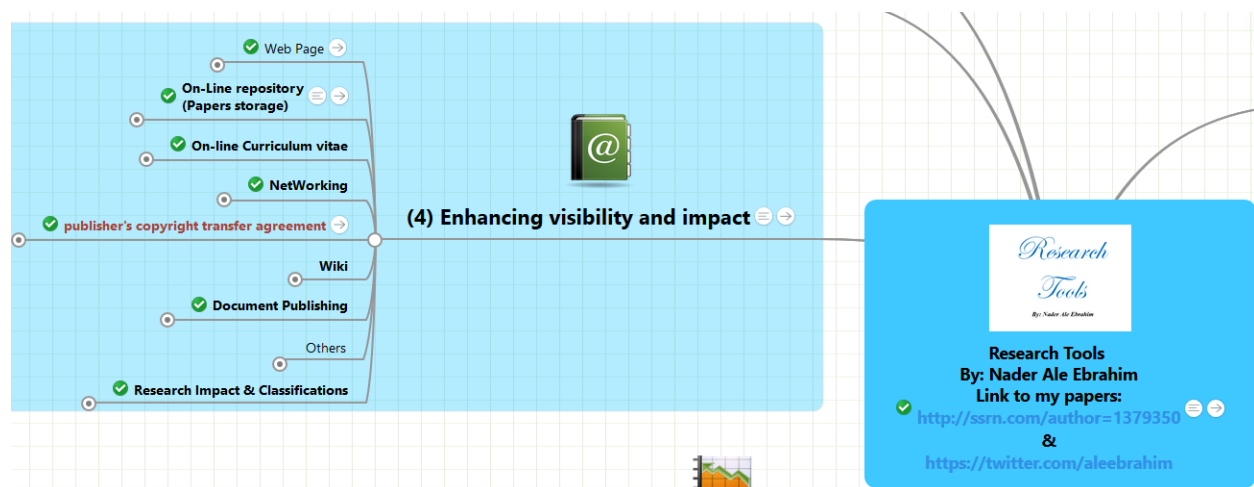 Web Page
On-Line repository
(Papers storage)
On-line Curriculum vitae
NetWorking
publisher's copyright transfer agreement
Wiki
Document Publishing
Others
Research Impact & Classifications
@
(4) Enhancing visibility and impact
Research
Tools
By: Nader Ale Ebrahim
Research Tools
By: Nader Ale Ebrahim
Link to my papers:
http://ssrn.com/author=1379350
&
https://twitter.com/aleebrahim